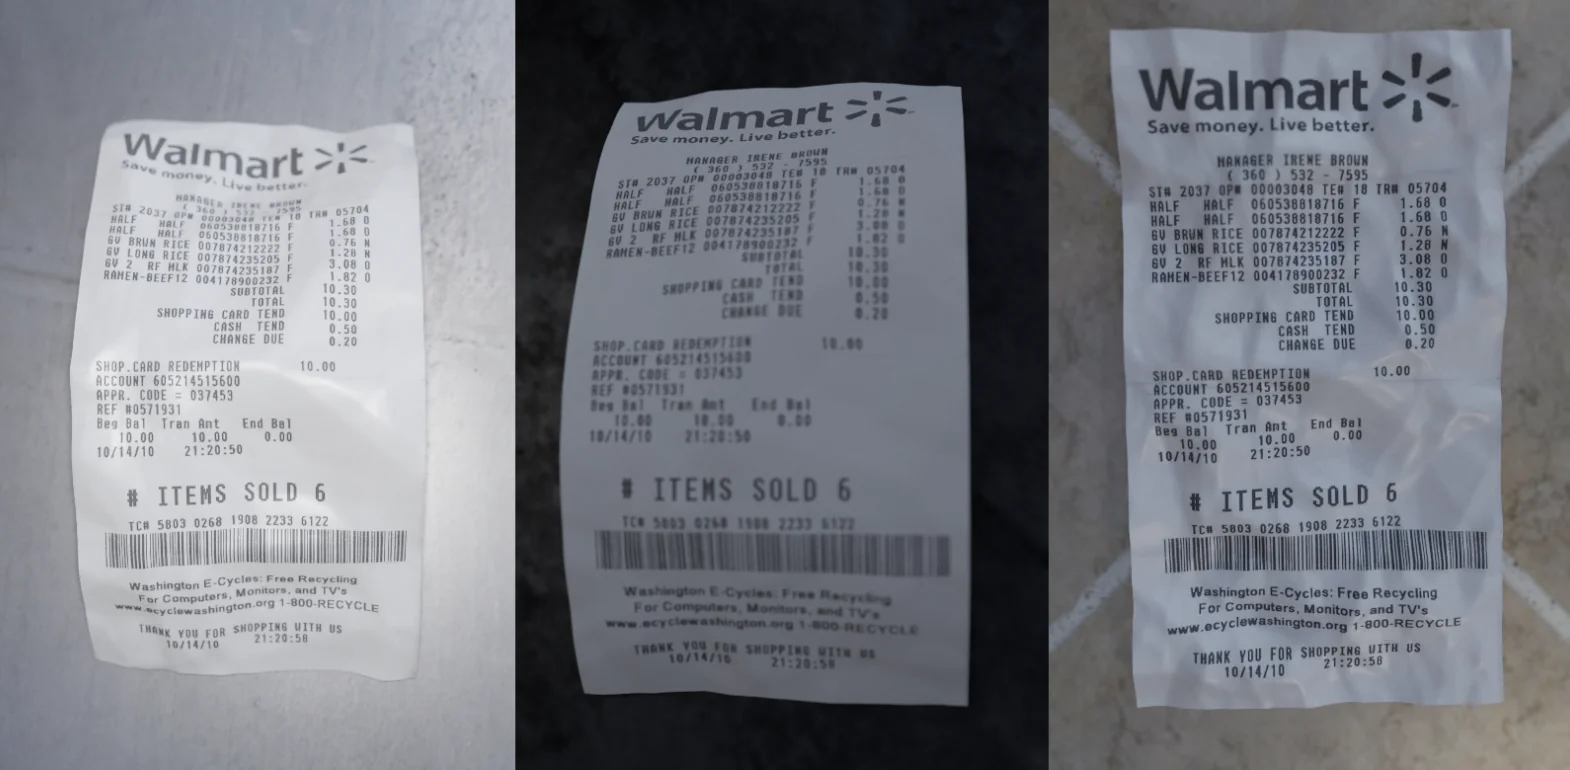 Walmart
Save money. Live better.
MANAGER IRENE BROWN
( 360 ) 532 - 7595
ST# 2037 OP# 00003048 TE# 18 TR# 05704
HALF HALF 060538818716 F 1.68 O
HALF HALF 060538818716 F 1.68 O
GV BRWN RICE 007874212222 F 0.76 N
GV LONG RICE 007874235205 F 1.28 N
GV 2 RF MLK 007874235187 F 3.08 O
RAMEN-BEEF12 004178900232 F 1.82 O
SUBTOTAL 10.30
TOTAL 10.30
SHOPPING CARD TEND 10.00
CASH TEND 0.50
CHANGE DUE 0.20
SHOP.CARD REDEMPTION 10.00
ACCOUNT 605214515600
APPR. CODE = 037453
REF #0571931
Beg Bal Tran Amt End Bal
10.00 10.00 0.00
10/14/10 21:20:50
# ITEMS SOLD 6
TC# 5803 0268 1908 2233 6122
Washington E-Cycles: Free Recycling
For Computers, Monitors, and TV's
www.ecyclewashington.org 1-800-RECYCLE
THANK YOU FOR SHOPPING WITH US
10/14/10 21:20:58
Walmart
Save money. Live better.
MANAGER IRENE BROWN
( 360 ) 532 - 7595
ST# 2037 OP# 00003048 TE# 18 TR# 05704
HALF HALF 060538818716 F 1.68 O
HALF HALF 060538818716 F 1.68 O
GV BRWN RICE 007874212222 F 0.76 N
GV LONG RICE 007874235205 F 1.28 N
GV 2 RF MLK 007874235187 F 3.08 O
RAMEN-BEEF12 004178900232 F 1.82 O
SUBTOTAL 10.30
TOTAL 10.30
SHOPPING CARD TEND 10.00
CASH TEND 0.50
CHANGE DUE 0.20
SHOP.CARD REDEMPTION 10.00
ACCOUNT 605214515600
APPR. CODE = 037453
REF #0571931
Beg Bal Tran Amt End Bal
10.00 10.00 0.00
10/14/10 21:20:50
# ITEMS SOLD 6
TC# 5803 0268 1908 2233 6122
Washington E-Cycles: Free Recycling
For Computers, Monitors, and TV's
www.ecyclewashington.org 1-800-RECYCLE
THANK YOU FOR SHOPPING WITH US
10/14/10 21:20:58
Walmart
Save money. Live better.
MANAGER IRENE BROWN
( 360 ) 532 - 7595
ST# 2037 OP# 00003048 TE# 18 TR# 05704
HALF HALF 060538818716 F 1.68 O
HALF HALF 060538818716 F 1.68 O
GV BRWN RICE 007874212222 F 0.76 N
GV LONG RICE 007874235205 F 1.28 N
GV 2 RF MLK 007874235187 F 3.08 O
RAMEN-BEEF12 004178900232 F 1.82 O
SUBTOTAL 10.30
TOTAL 10.30
SHOPPING CARD TEND 10.00
CASH TEND 0.50
CHANGE DUE 0.20
SHOP.CARD REDEMPTION 10.00
ACCOUNT 605214515600
APPR. CODE = 037453
REF #0571931
Beg Bal Tran Amt End Bal
10.00 10.00 0.00
10/14/10 21:20:50
# ITEMS SOLD 6
TC# 5803 0268 1908 2233 6122
Washington E-Cycles: Free Recycling
For Computers, Monitors, and TV's
www.ecyclewashington.org 1-800-RECYCLE
THANK YOU FOR SHOPPING WITH US
10/14/10 21:20:58